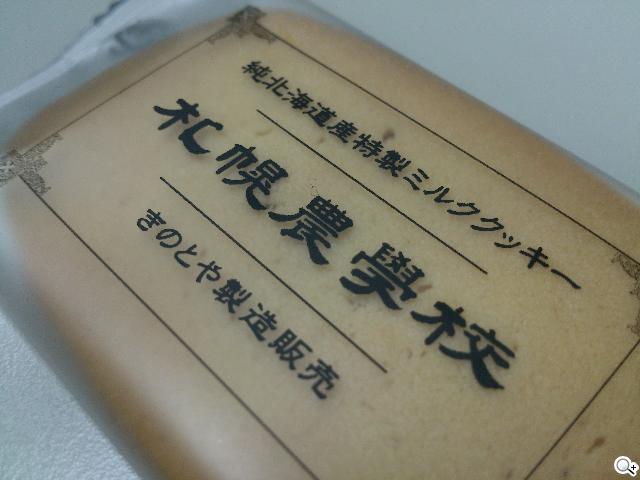 純北海道産特製ミルククッキー
札幌農學校
きのとや製造販売